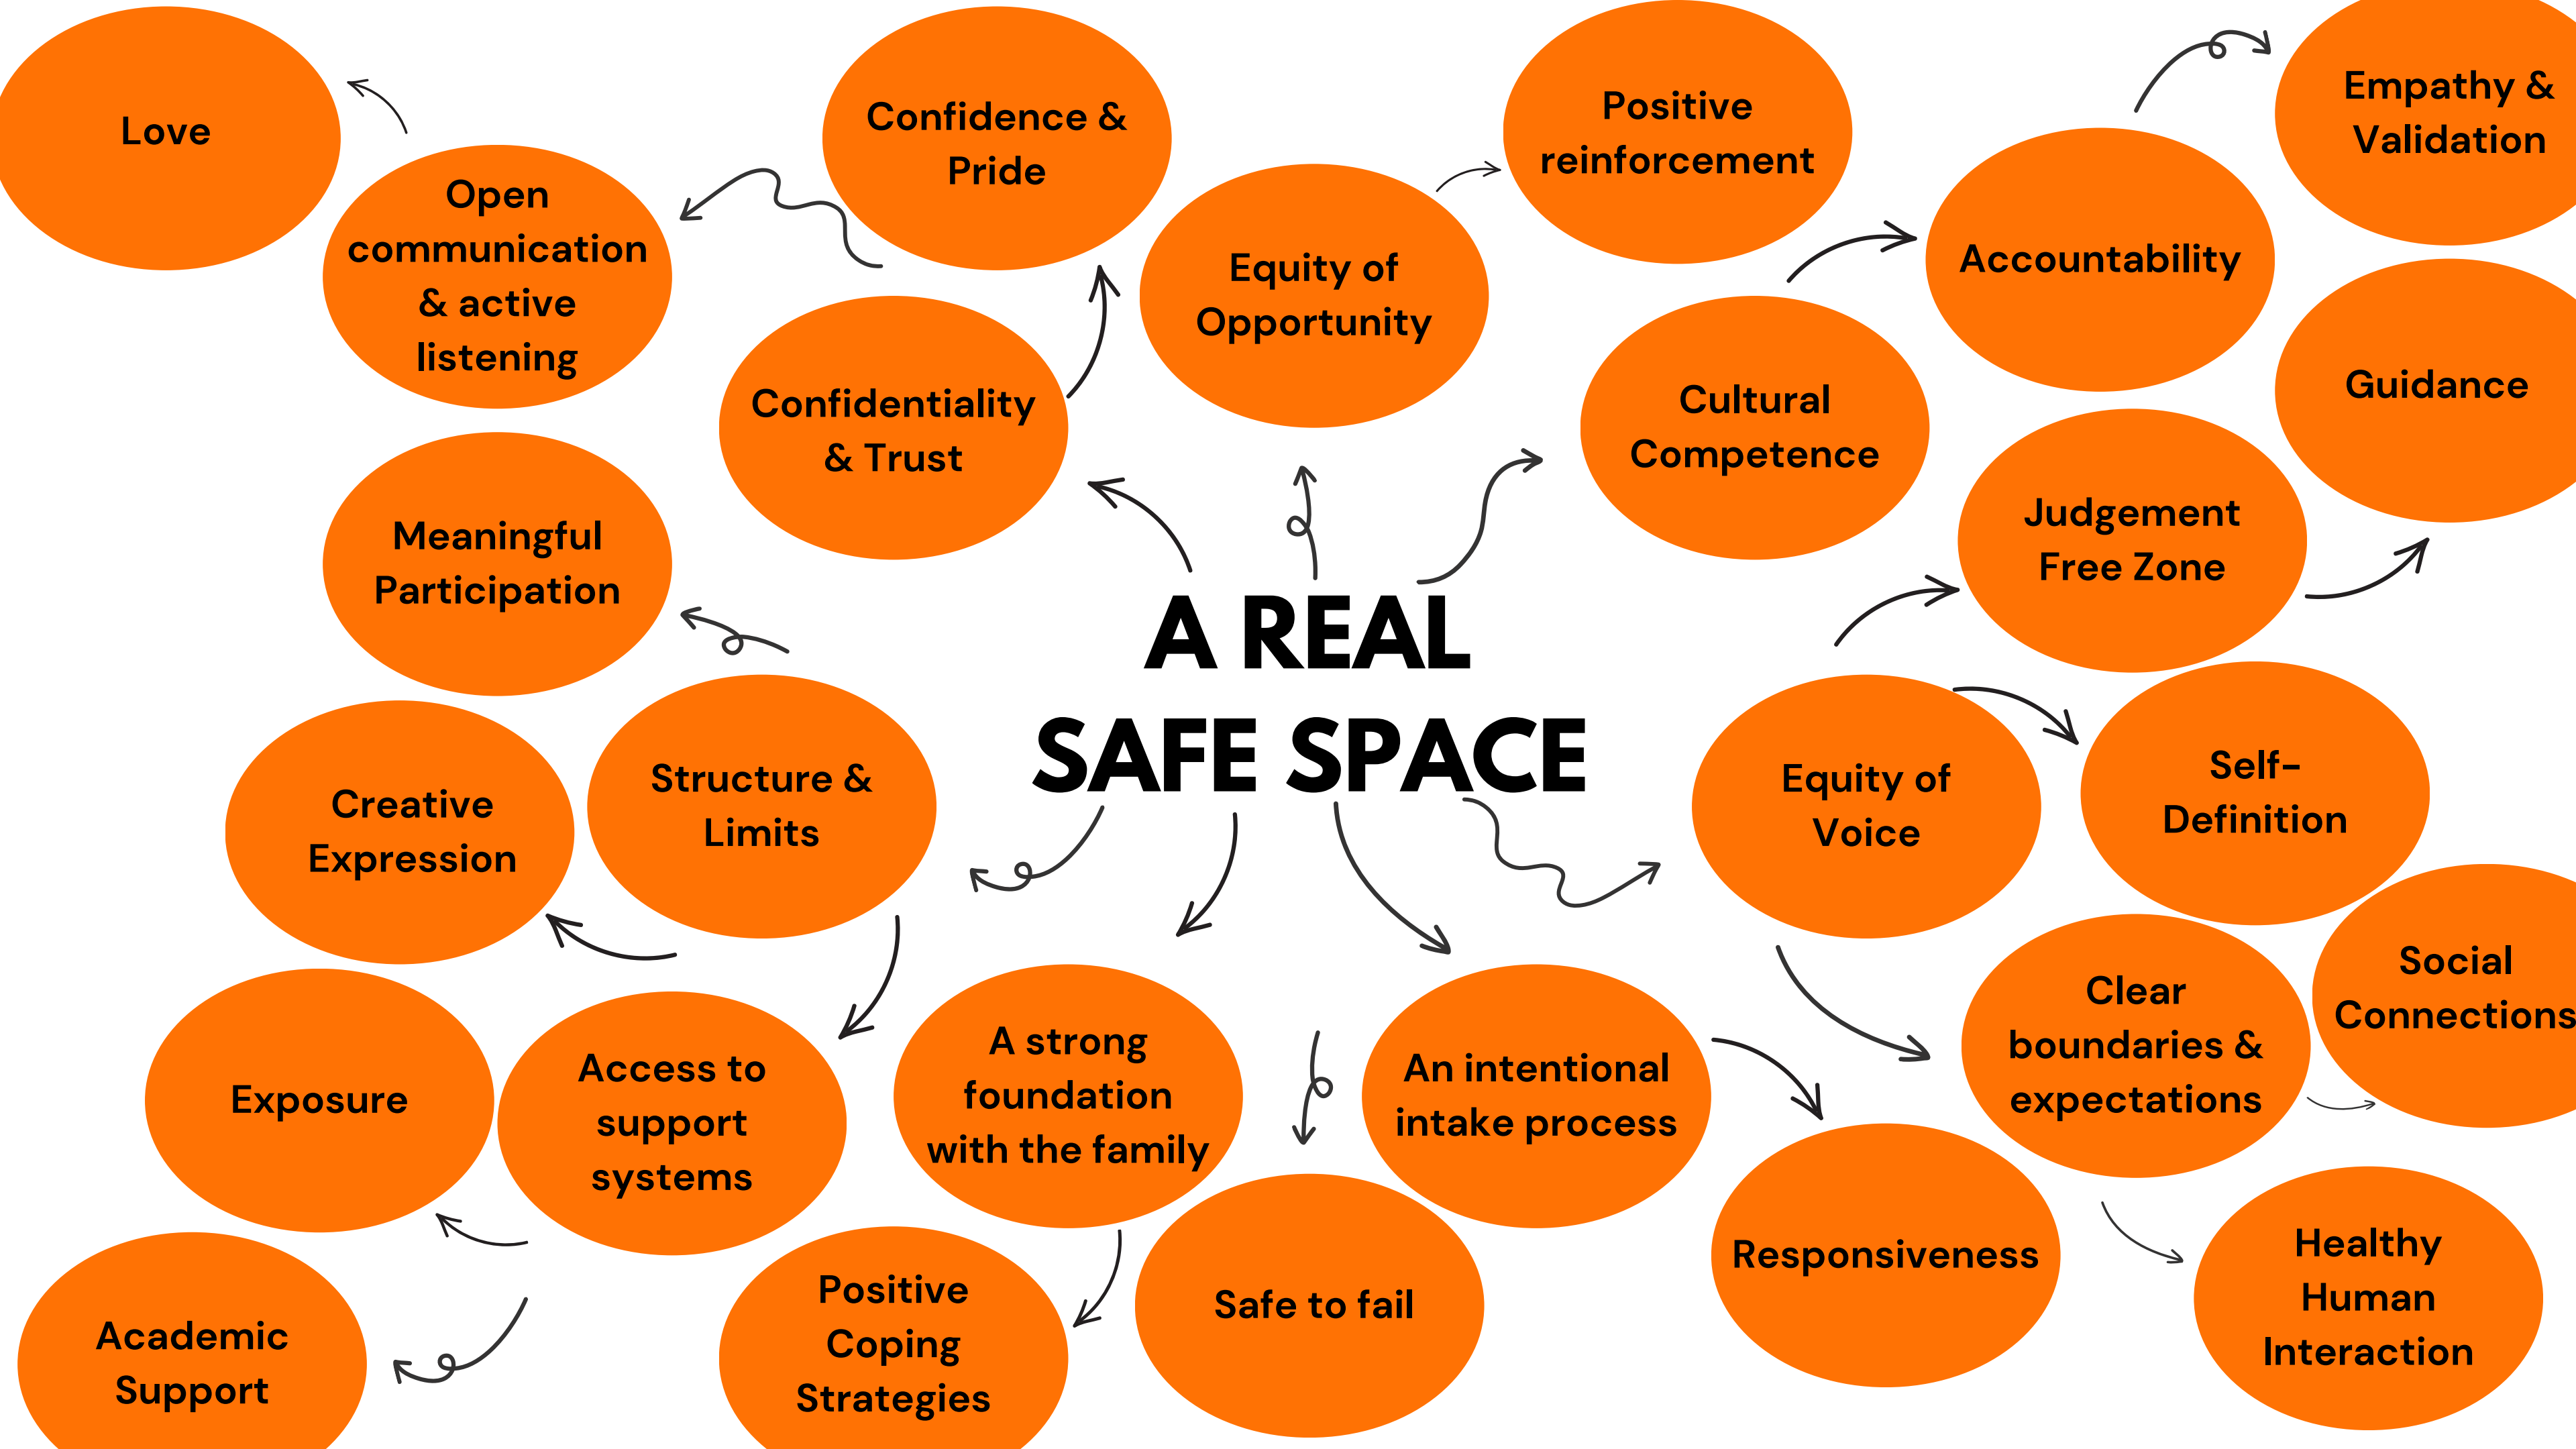 Love
Open
communication
& active
listening
Confidence &
Pride
Confidentiality
& Trust
Equity of
Opportunity
Positive
reinforcement
Cultural
Competence
Accountability
Empathy &
Validation
Guidance
Judgement
Free Zone
Meaningful
Participation
A REAL
SAFE SPACE
Creative
Expression
Structure &
Limits
Equity of
Voice
Self-
Definition
Social
Connections
Clear
boundaries &
expectations
Exposure
Access to
support
systems
A strong
foundation
with the family
An intentional
intake process
Responsiveness
Healthy
Human
Interaction
Academic
Support
Positive
Coping
Strategies
Safe to fail